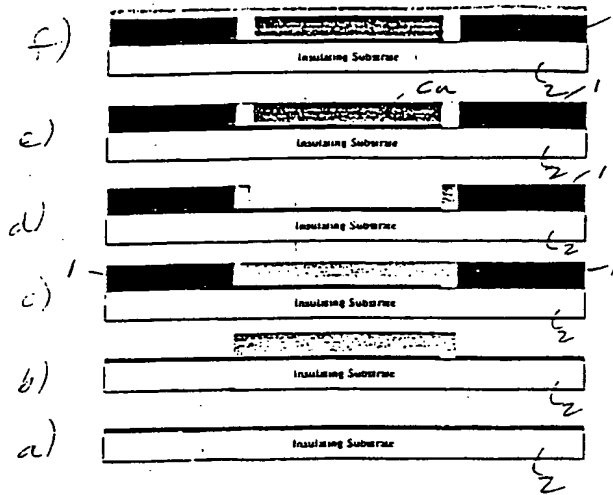 f) Insulating Substrate 2
e) Cu Insulating Substrate 2 1
d) Insulating Substrate 2 1
1 c) Insulating Substrate 2 1
b) Insulating Substrate 2
a) Insulating Substrate 2